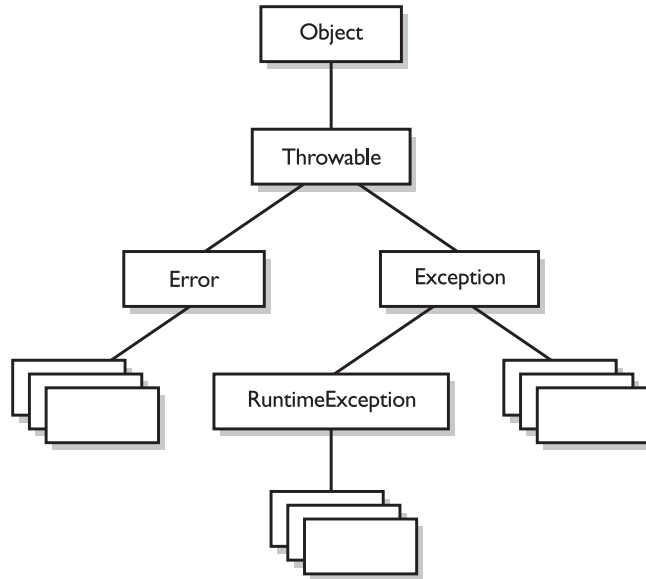 Object
Throwable
Error
Exception
RuntimeException